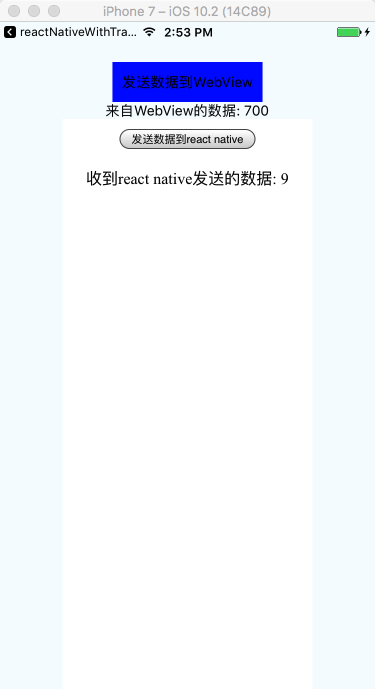 iPhone 7 – iOS 10.2 (14C89)
reactNativeWithTra... 2:53 PM
发送数据到WebView
来自WebView的数据: 700
发送数据到react native
收到react native发送的数据: 9